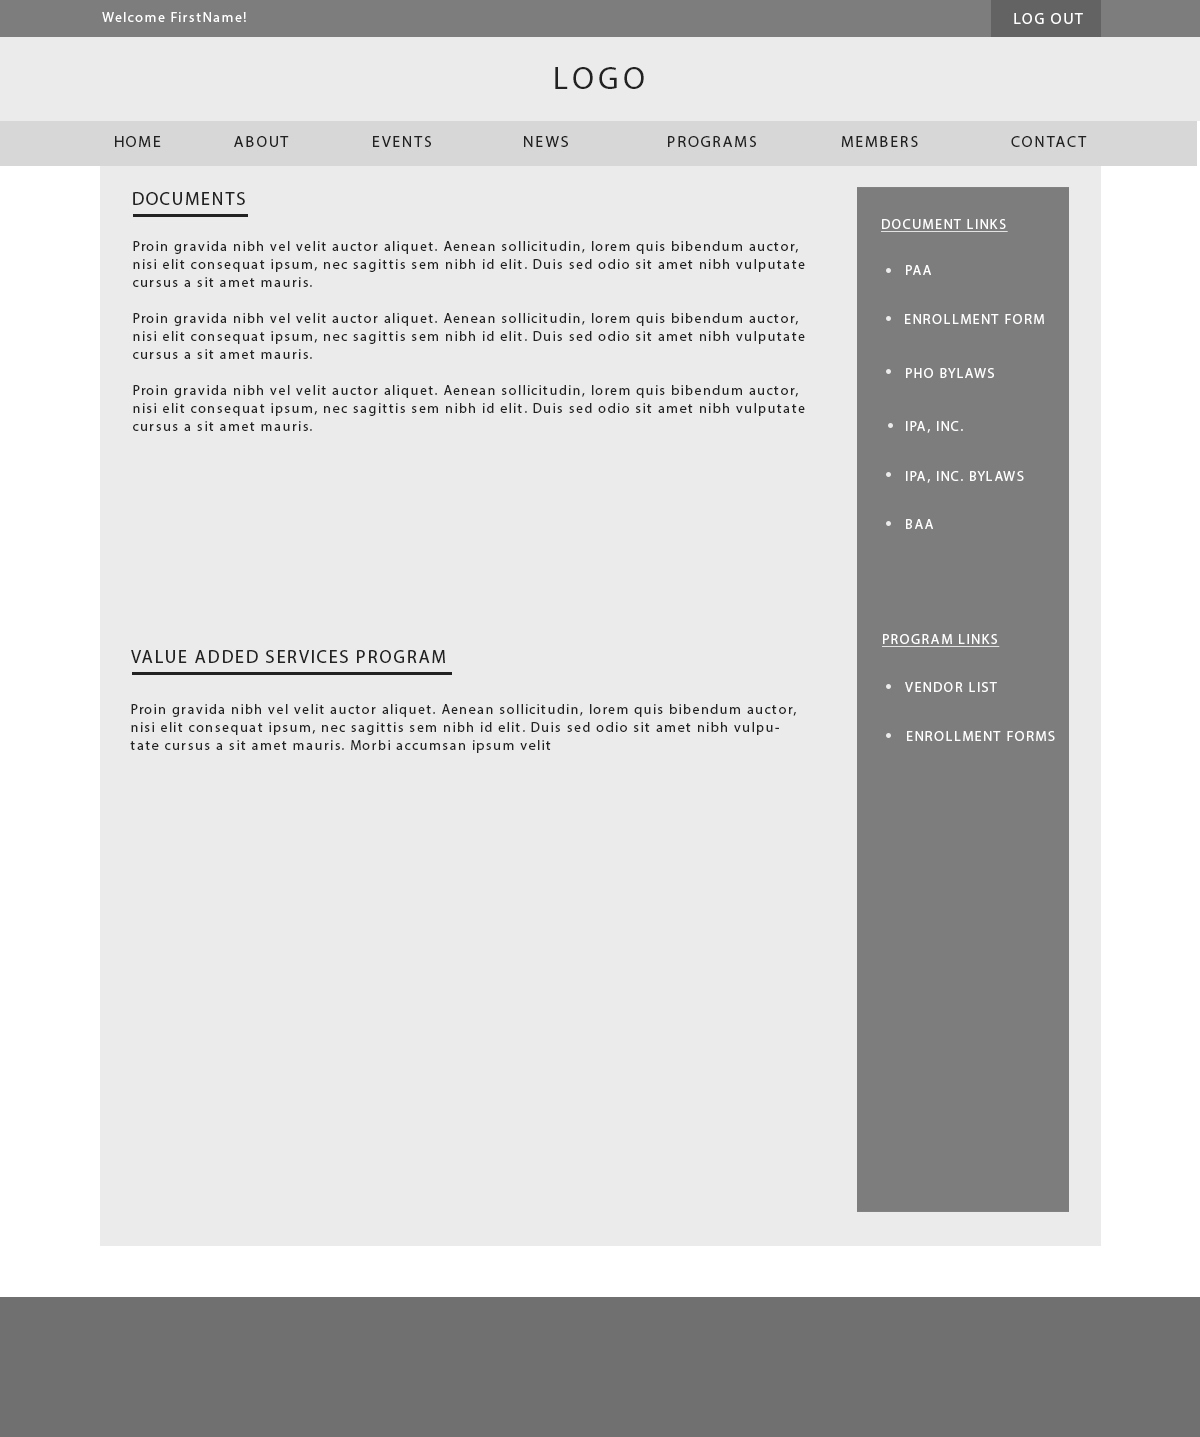 Welcome FirstName!
LOG OUT
LOGO
HOME ABOUT EVENTS NEWS PROGRAMS MEMBERS CONTACT
DOCUMENTS
Proin gravida nibh vel velit auctor aliquet. Aenean sollicitudin, lorem quis bibendum auctor,
nisi elit consequat ipsum, nec sagittis sem nibh id elit. Duis sed odio sit amet nibh vulputate
cursus a sit amet mauris.
Proin gravida nibh vel velit auctor aliquet. Aenean sollicitudin, lorem quis bibendum auctor,
nisi elit consequat ipsum, nec sagittis sem nibh id elit. Duis sed odio sit amet nibh vulputate
cursus a sit amet mauris.
Proin gravida nibh vel velit auctor aliquet. Aenean sollicitudin, lorem quis bibendum auctor,
nisi elit consequat ipsum, nec sagittis sem nibh id elit. Duis sed odio sit amet nibh vulputate
cursus a sit amet mauris.
VALUE ADDED SERVICES PROGRAM
Proin gravida nibh vel velit auctor aliquet. Aenean sollicitudin, lorem quis bibendum auctor,
nisi elit consequat ipsum, nec sagittis sem nibh id elit. Duis sed odio sit amet nibh vulpu-
tate cursus a sit amet mauris. Morbi accumsan ipsum velit
DOCUMENT LINKS
• PAA
• ENROLLMENT FORM
• PHO BYLAWS
• IPA, INC.
• IPA, INC. BYLAWS
• BAA
PROGRAM LINKS
• VENDOR LIST
• ENROLLMENT FORMS